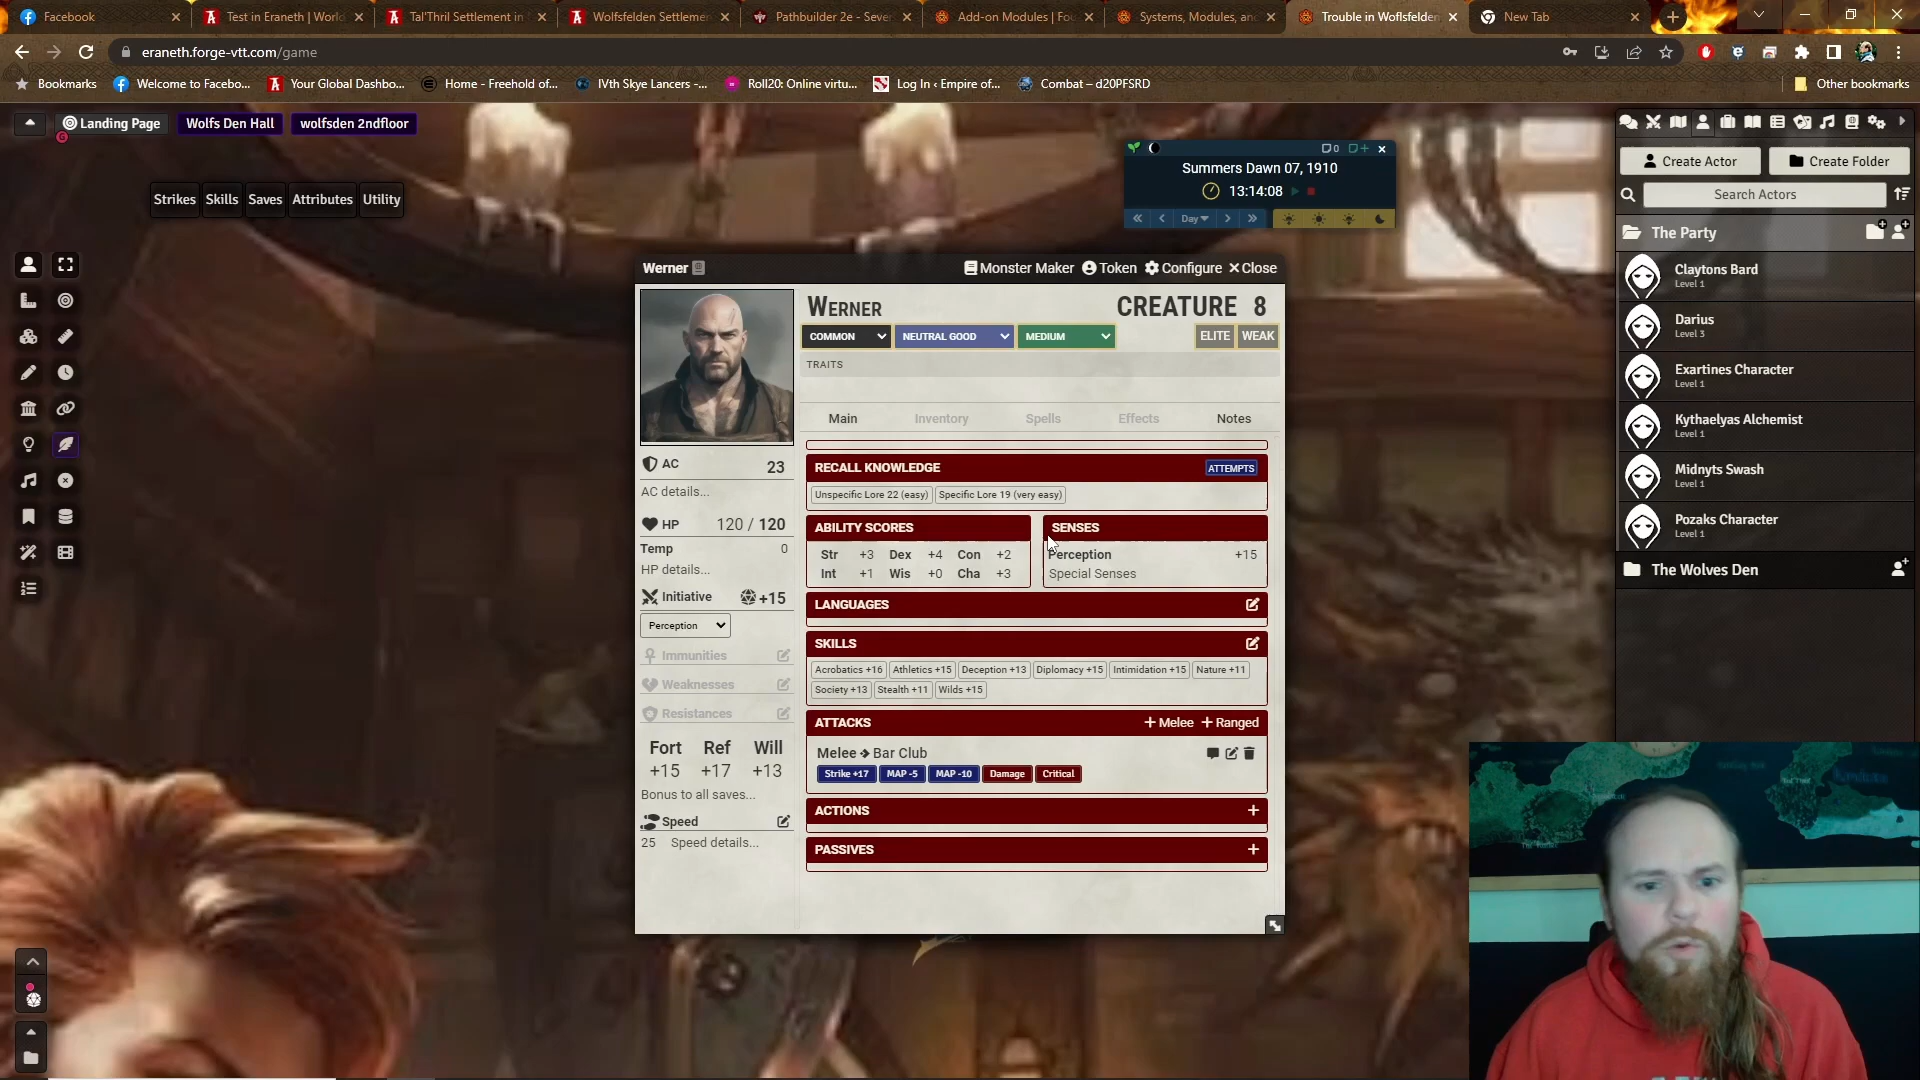 Facebook
Test in Eraneth | World
Tal'Thril Settlement in
Wolfsfelden Settlemen
Pathbuilder 2e - Seve
Add-on Modules | Fou
Systems, Modules, an
Trouble in Woflsfelden
New Tab
eraneth.forge-vtt.com/game
Bookmarks
Welcome to Facebo...
Your Global Dashbo...
Home - Freehold of...
IVth Skye Lancers -...
Roll20: Online virtu...
Log In ‹ Empire of...
Combat – d20PFSRD
Other bookmarks
Landing Page
G
Wolfs Den Hall
wolfsden 2ndfloor
Strikes
Skills
Saves
Attributes
Utility
0
Summers Dawn 07, 1910
13:14:08
Day
Create Actor
Create Folder
Search Actors
The Party
Claytons Bard
Level 1
Darius
Level 3
Exartines Character
Level 1
Kythaelyas Alchemist
Level 1
Midnyts Swash
Level 1
Pozaks Character
Level 1
The Wolves Den
Werner
Monster Maker
Token
Configure
Close
WERNER
CREATURE 8
COMMON
NEUTRAL GOOD
MEDIUM
ELITE
WEAK
TRAITS
Main
Inventory
Spells
Effects
Notes
AC 23
AC details...
HP 120 / 120
Temp 0
HP details...
Initiative +15
Perception
Immunities
Weaknesses
Resistances
Fort Ref Will
+15 +17 +13
Bonus to all saves...
Speed
25 Speed details...
RECALL KNOWLEDGE
ATTEMPTS
Unspecific Lore 22 (easy)
Specific Lore 19 (very easy)
ABILITY SCORES
Str +3 Dex +4 Con +2
Int +1 Wis +0 Cha +3
SENSES
Perception +15
Special Senses
LANGUAGES
SKILLS
Acrobatics +16 Athletics +15 Deception +13 Diplomacy +15 Intimidation +15 Nature +11
Society +13 Stealth +11 Wilds +15
ATTACKS
Melee Ranged
Melee Bar Club
Strike +17 MAP -5 MAP -10 Damage Critical
ACTIONS
PASSIVES